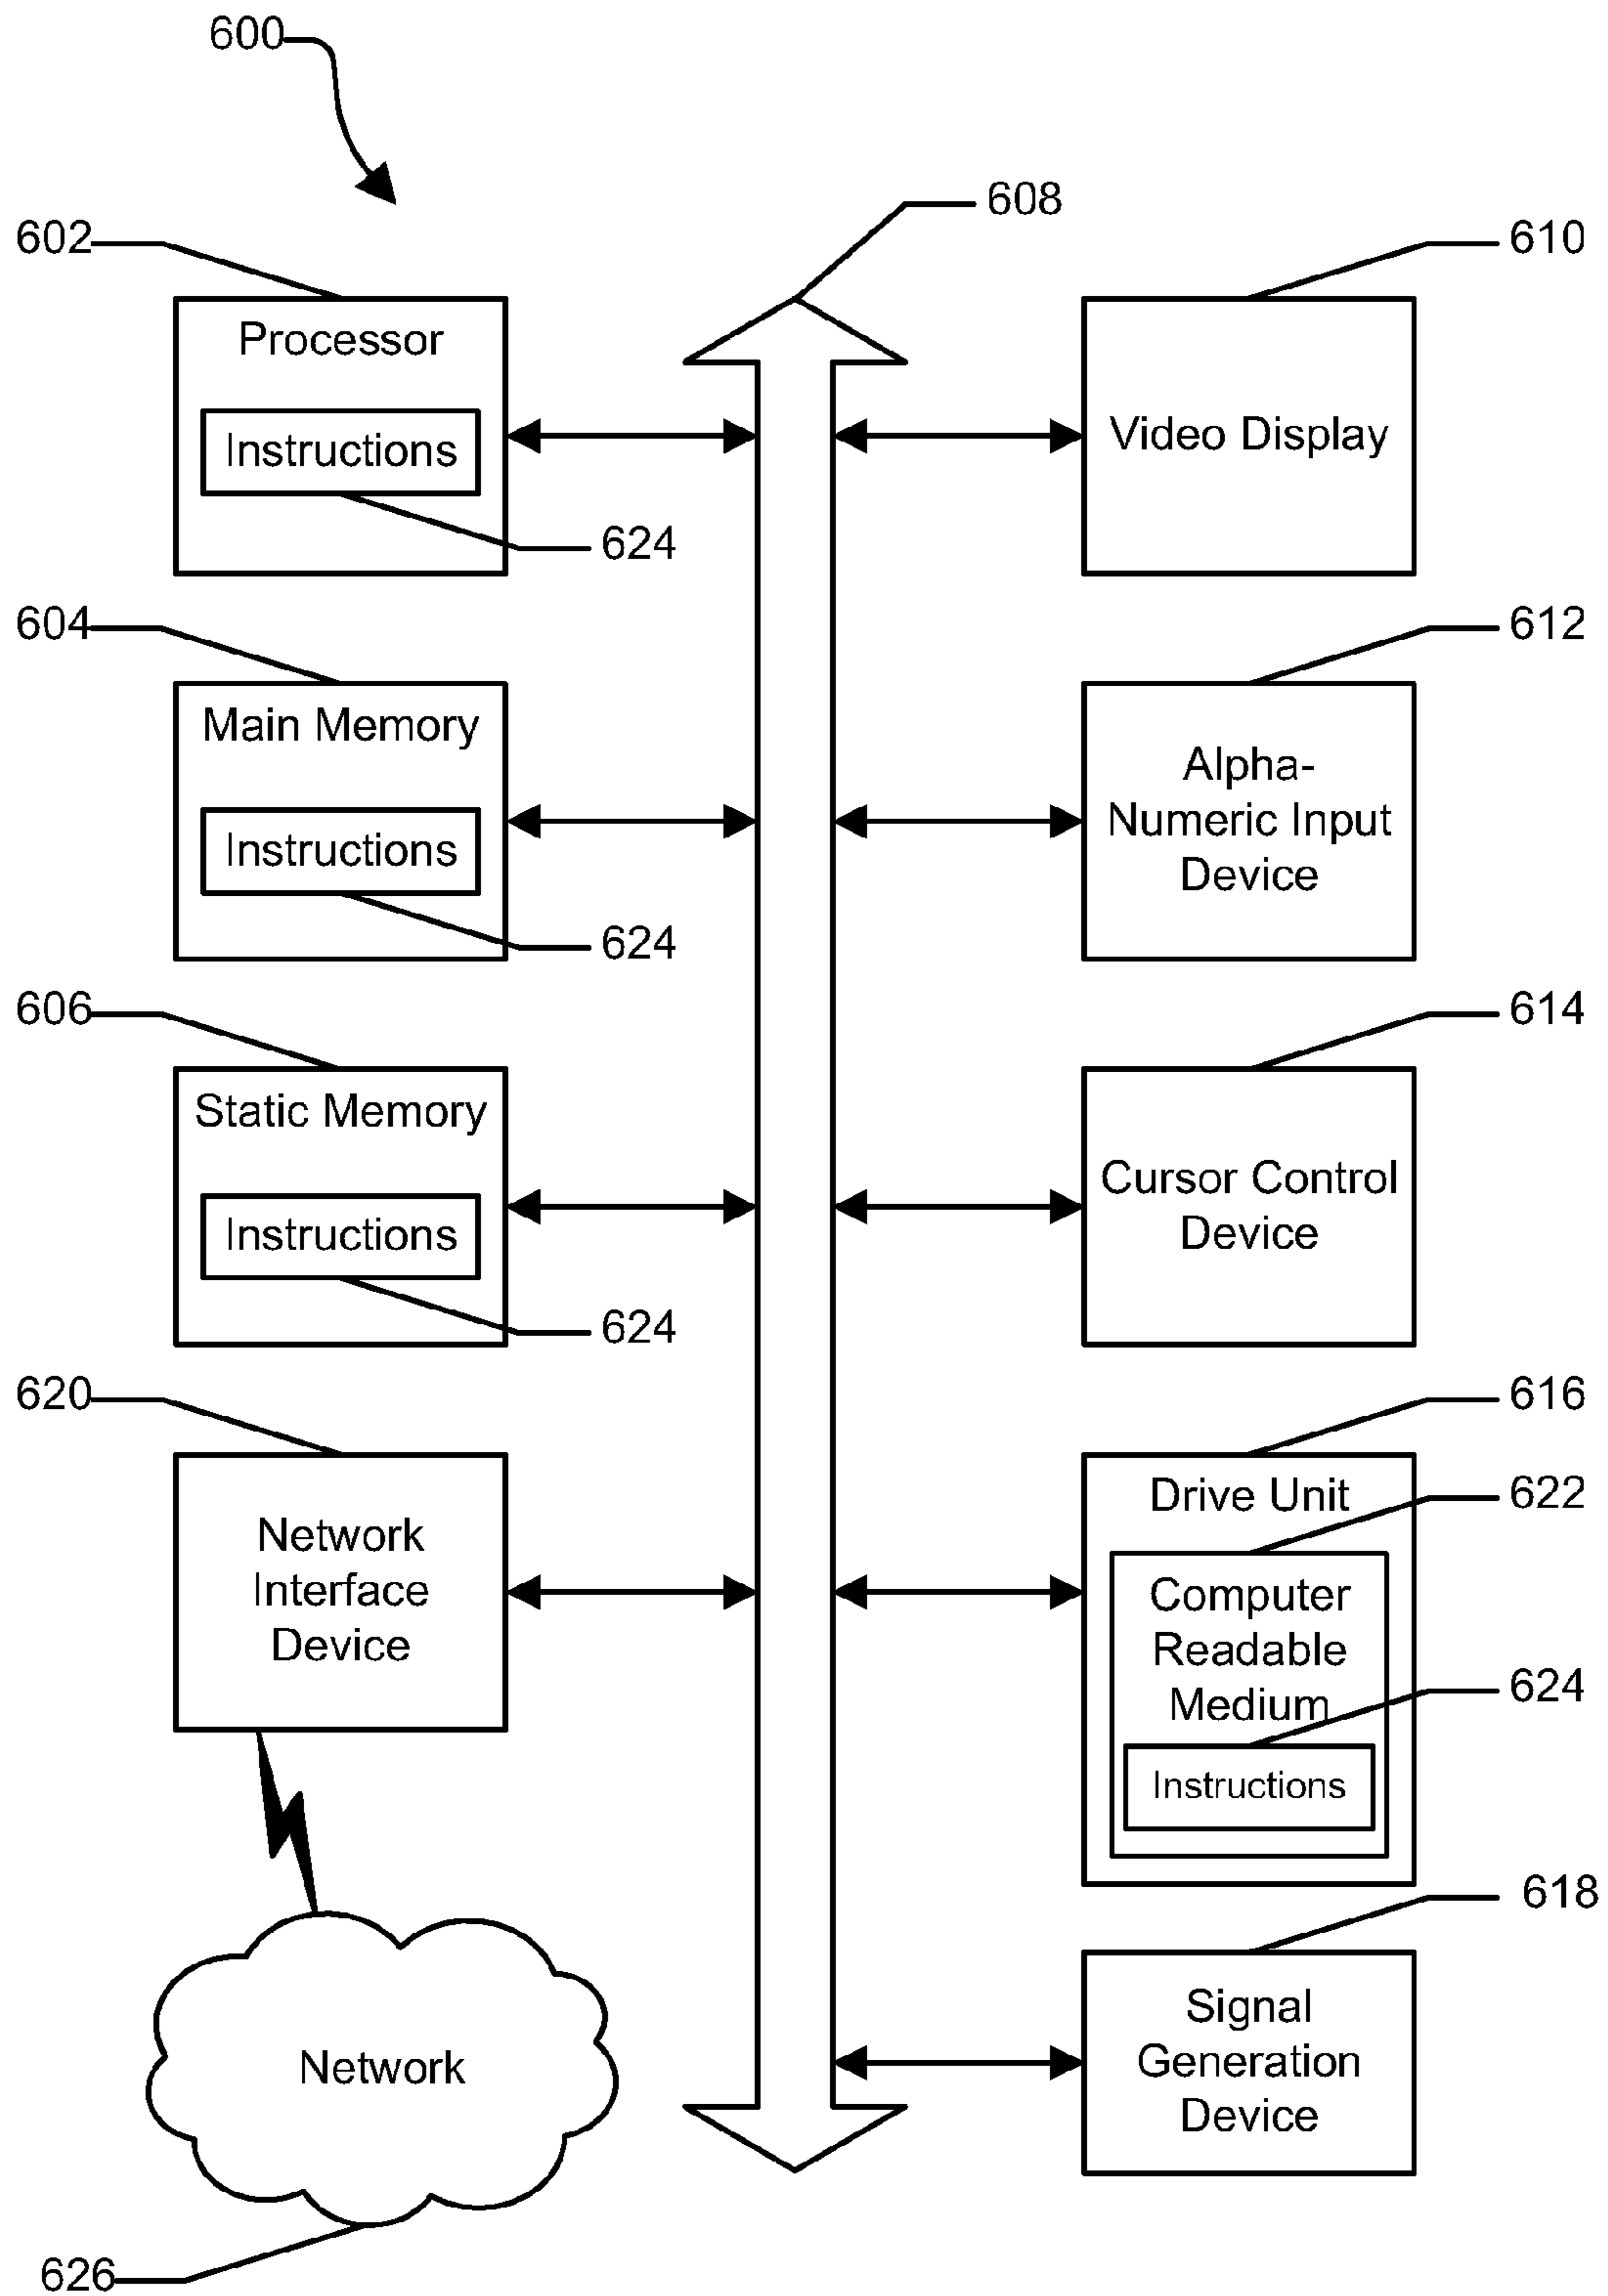 600
608
602
610
Processor
Instructions
624
Video Display
604
612
Main Memory
Instructions
624
Alpha-
Numeric Input
Device
606
614
Static Memory
Instructions
624
Cursor Control
Device
620
616
Network
Interface
Device
Drive Unit
622
Computer
Readable
Medium
624
Instructions
618
Signal
Generation
Device
Network
626